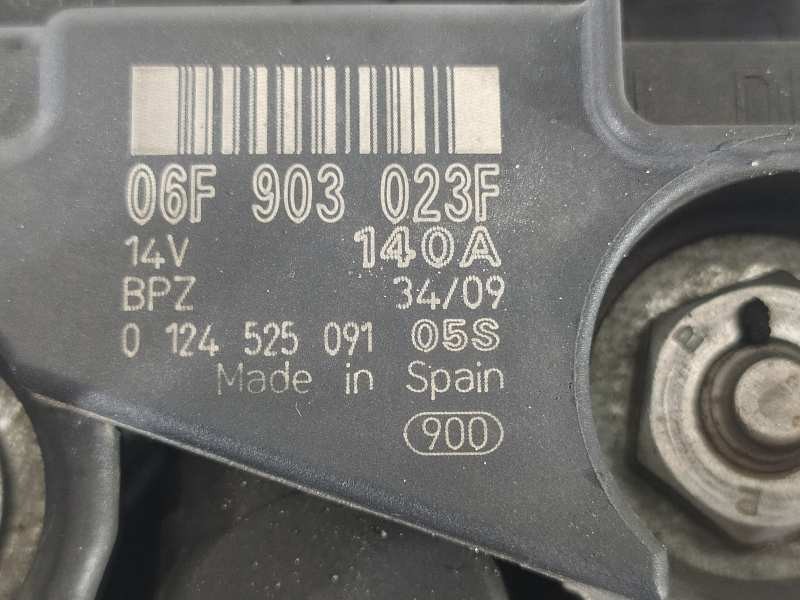 06F 903 023F
14V 140A
BPZ 34/09
0 124 525 091 05S
Made in Spain
900
B